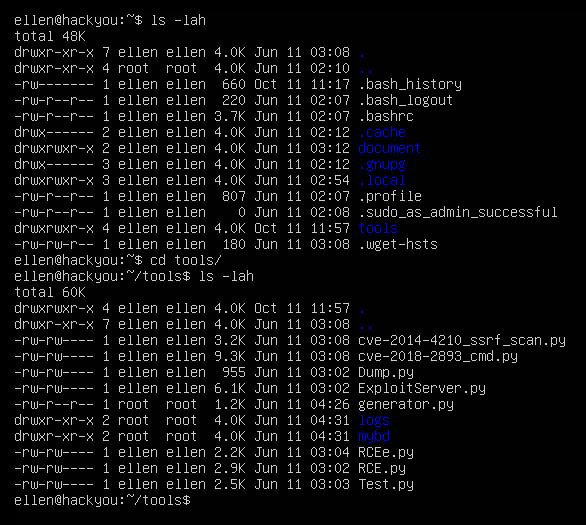 ellen@hackyou:~$ ls -lah
total 48K
drwxr-xr-x 7 ellen ellen 4.0K Jun 11 03:08 .
drwxr-xr-x 4 root  root  4.0K Jun 11 02:10 ..
-rw------- 1 ellen ellen  660 Oct 11 11:17 .bash_history
-rw-r--r-- 1 ellen ellen  220 Jun 11 02:07 .bash_logout
-rw-r--r-- 1 ellen ellen 3.7K Jun 11 02:07 .bashrc
drwx------ 2 ellen ellen 4.0K Jun 11 02:12 .cache
drwxrwxr-x 2 ellen ellen 4.0K Jun 11 03:12 document
drwx------ 3 ellen ellen 4.0K Jun 11 02:12 .gnupg
drwxrwxr-x 3 ellen ellen 4.0K Jun 11 02:54 .local
-rw-r--r-- 1 ellen ellen  807 Jun 11 02:07 .profile
-rw-r--r-- 1 ellen ellen    0 Jun 11 02:08 .sudo_as_admin_successful
drwxrwxr-x 4 ellen ellen 4.0K Oct 11 11:57 tools
-rw-rw-r-- 1 ellen ellen  180 Jun 11 03:08 .wget-hsts
ellen@hackyou:~$ cd tools/
ellen@hackyou:~/tools$ ls -lah
total 60K
drwxrwxr-x 4 ellen ellen 4.0K Oct 11 11:57 .
drwxr-xr-x 7 ellen ellen 4.0K Jun 11 03:08 ..
-rw-rw---- 1 ellen ellen 3.2K Jun 11 03:08 cve-2014-4210_ssrf_scan.py
-rw-rw---- 1 ellen ellen 9.3K Jun 11 03:08 cve-2018-2893_cmd.py
-rw-rw---- 1 ellen ellen  955 Jun 11 03:02 Dump.py
-rw-rw---- 1 ellen ellen 6.1K Jun 11 03:02 ExploitServer.py
-rw-r--r-- 1 root  root  1.2K Jun 11 04:26 generator.py
drwxr-xr-x 2 root  root  4.0K Jun 11 04:31 logs
drwxr-xr-x 2 root  root  4.0K Jun 11 04:31 mybd
-rw-rw---- 1 ellen ellen 2.2K Jun 11 03:04 RCEe.py
-rw-rw---- 1 ellen ellen 2.9K Jun 11 03:02 RCE.py
-rw-rw---- 1 ellen ellen 2.5K Jun 11 03:03 Test.py
ellen@hackyou:~/tools$